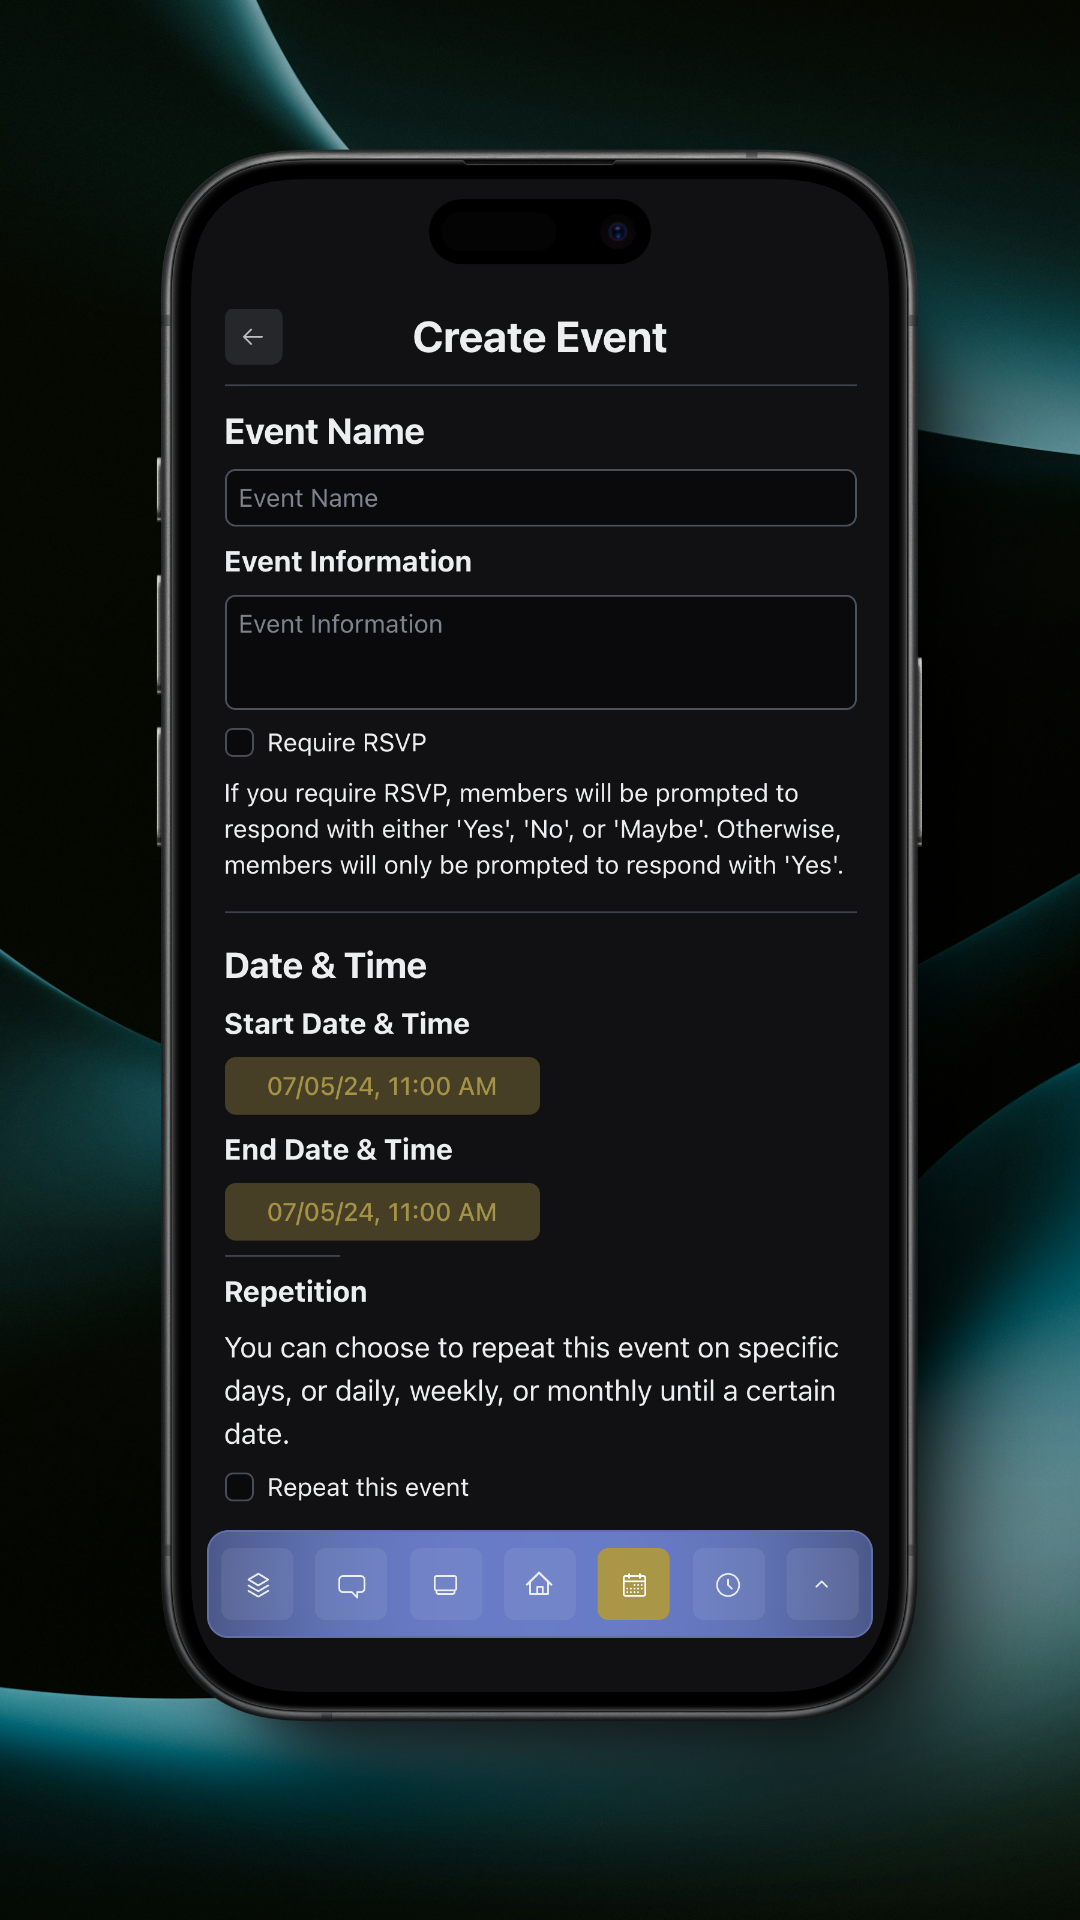 Create Event
Event Name
Event Name
Event Information
Event Information
Require RSVP
If you require RSVP, members will be prompted to
respond with either 'Yes', 'No', or 'Maybe'. Otherwise,
members will only be prompted to respond with 'Yes'.
Date & Time
Start Date & Time
07/05/24, 11:00 AM
End Date & Time
07/05/24, 11:00 AM
Repetition
You can choose to repeat this event on specific
days, or daily, weekly, or monthly until a certain
date.
Repeat this event